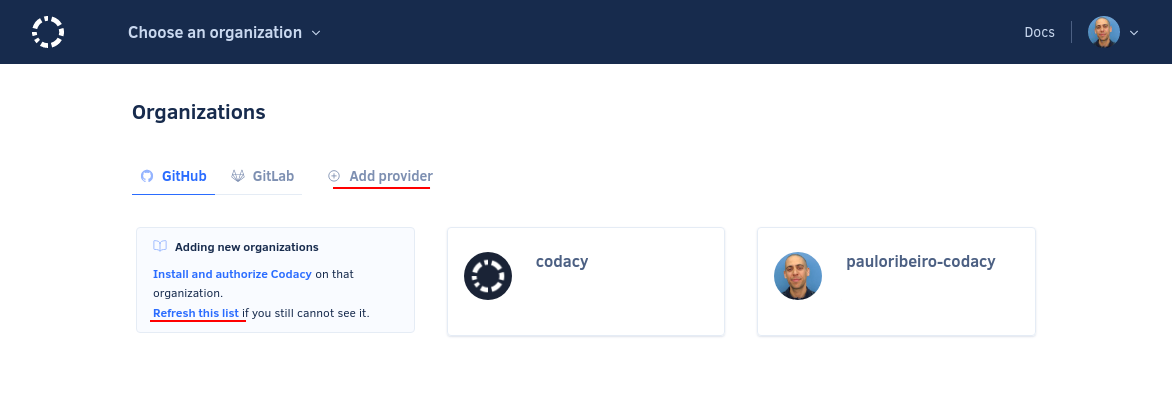 Choose an organization
Docs
Organizations
GitHub
GitLab
Add provider
Adding new organizations
Install and authorize Codacy on that
organization.
Refresh this list if you still cannot see it.
codacy
pauloribeiro-codacy